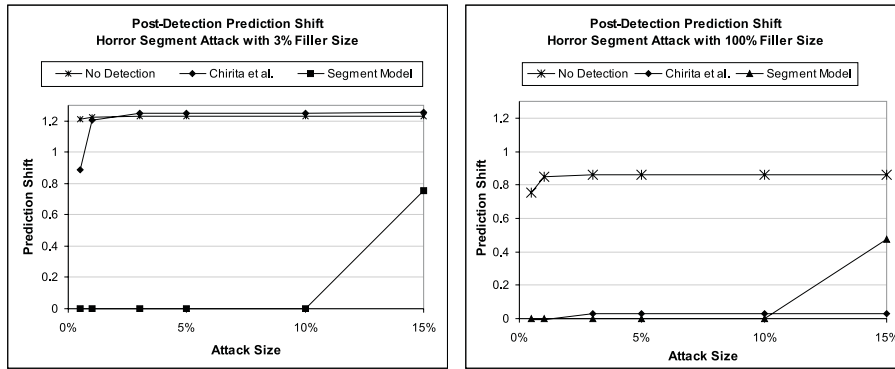 Post-Detection Prediction Shift
Horror Segment Attack with 3% Filler Size
No Detection Chirita et al. Segment Model
1.2
1
0.8
0.6
0.4
0.2
0
Prediction Shift
0% 5% 10% 15%
Attack Size
Post-Detection Prediction Shift
Horror Segment Attack with 100% Filler Size
No Detection Chirita et al. Segment Model
1.2
1
0.8
0.6
0.4
0.2
0
Prediction Shift
0% 5% 10% 15%
Attack Size